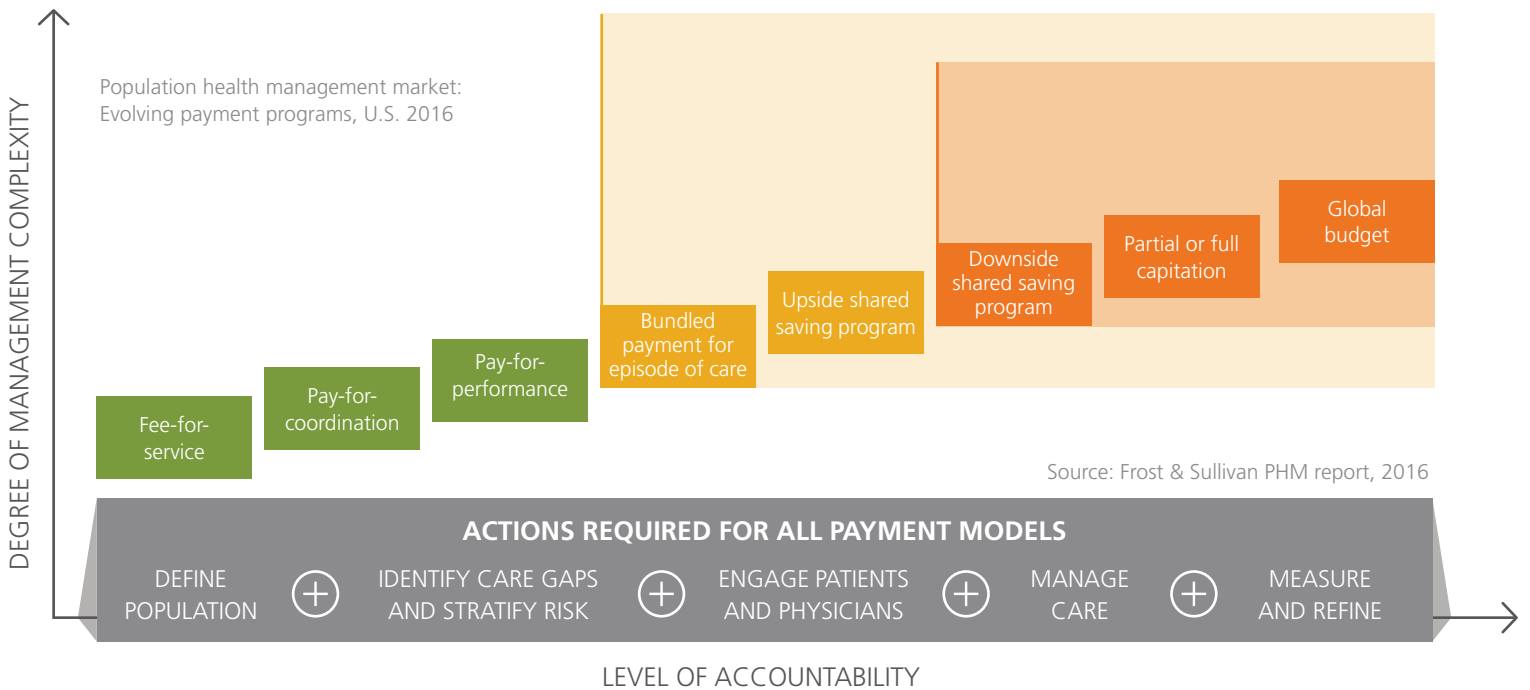 DEGREE OF MANAGEMENT COMPLEXITY
Population health management market:
Evolving payment programs, U.S. 2016
Fee-for-
service
Pay-for-
coordination
Pay-for-
performance
Bundled
payment for
episode of care
Upside shared
saving program
Downside
shared saving
program
Partial or full
capitation
Global
budget
Source: Frost & Sullivan PHM report, 2016
ACTIONS REQUIRED FOR ALL PAYMENT MODELS
DEFINE
POPULATION
IDENTIFY CARE GAPS
AND STRATIFY RISK
ENGAGE PATIENTS
AND PHYSICIANS
MANAGE
CARE
MEASURE
AND REFINE
LEVEL OF ACCOUNTABILITY